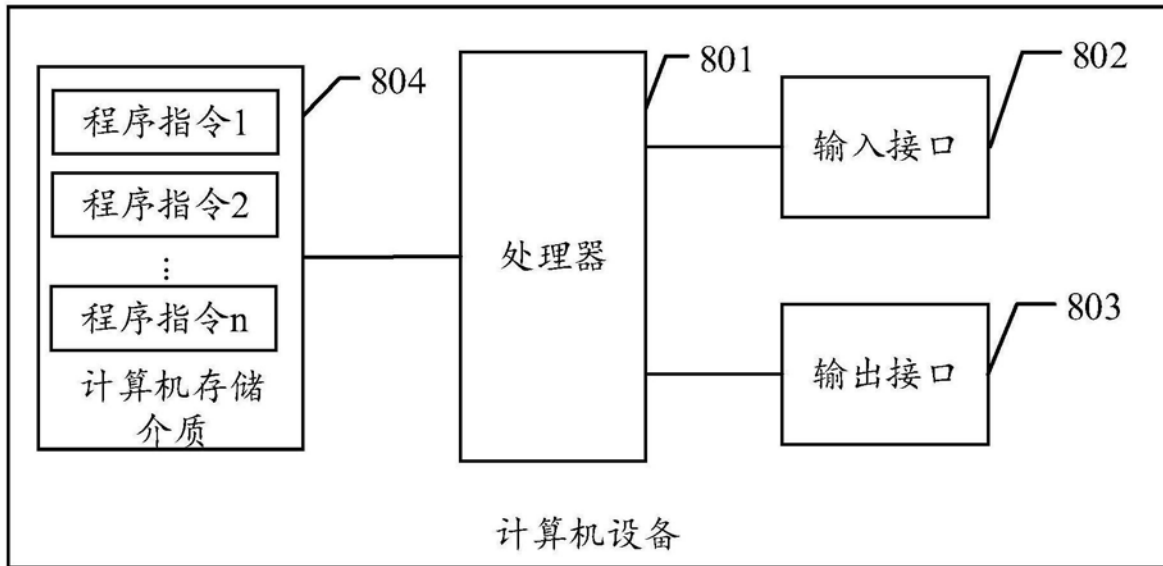 程序指令1
程序指令2
⋮
程序指令n
计算机存储
介质
804
处理器
801
输入接口
802
输出接口
803
计算机设备